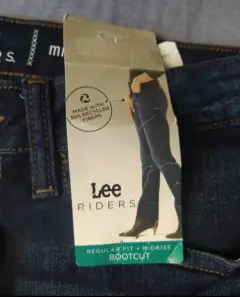 MADE WITH
30% RECYCLED
FIBERS
Lee
RIDERS
REGULAR FIT • MIDRISE
BOOTCUT